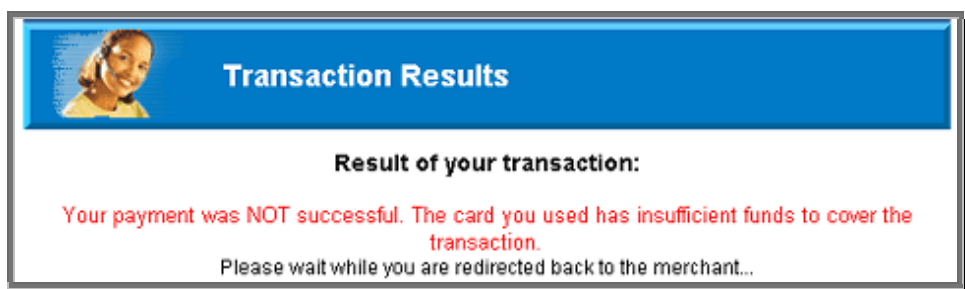 Transaction Results
Result of your transaction:
Your payment was NOT successful. The card you used has insufficient funds to cover the
transaction.
Please wait while you are redirected back to the merchant...